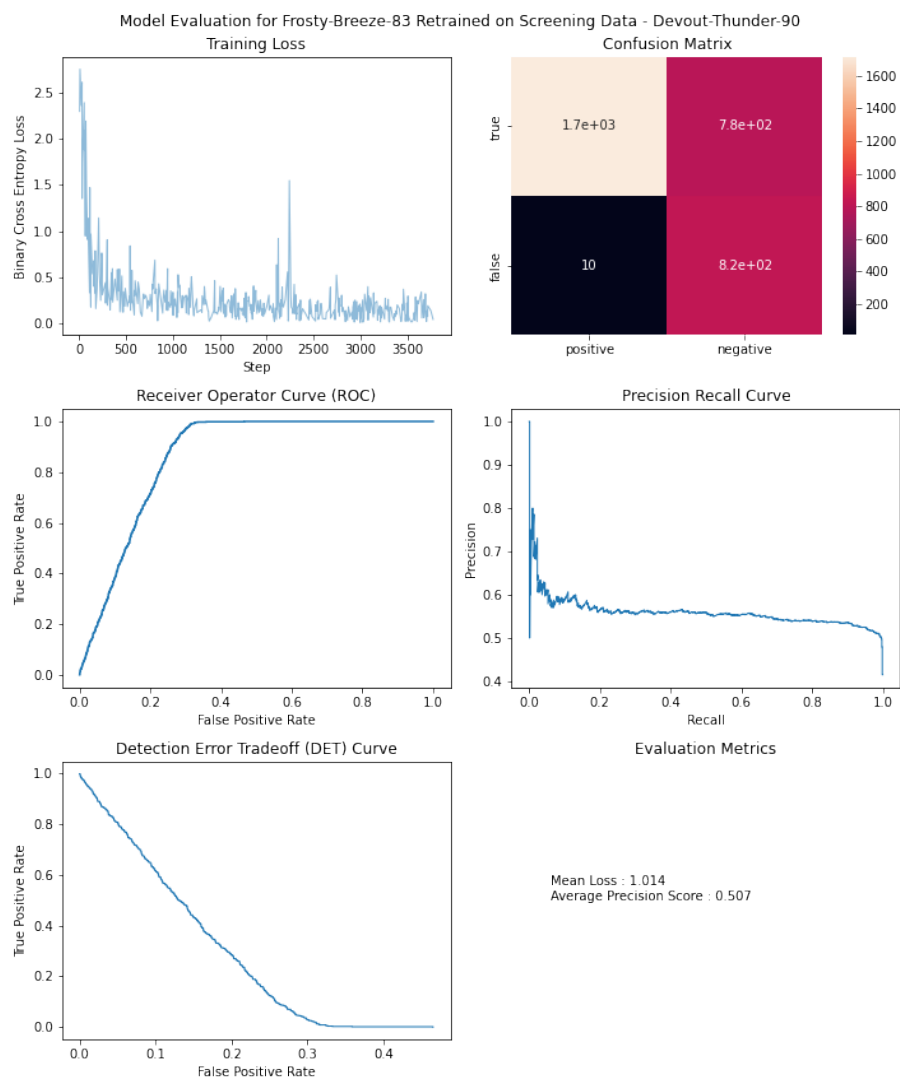 Model Evaluation for Frosty-Breeze-83 Retrained on Screening Data - Devout-Thunder-90
Training Loss
2.5
2.0
1.5
1.0
0.5
0.0
Binary Cross Entropy Loss
0 500 1000 1500 2000 2500 3000 3500
Step
Confusion Matrix
true
false
1.7e+03 7.8e+02
10 8.2e+02
positive negative
1600
1400
1200
1000
800
600
400
200
Receiver Operator Curve (ROC)
1.0
0.8
0.6
0.4
0.2
0.0
True Positive Rate
0.0 0.2 0.4 0.6 0.8 1.0
False Positive Rate
Precision Recall Curve
1.0
0.9
0.8
0.7
0.6
0.5
0.4
Precision
0.0 0.2 0.4 0.6 0.8 1.0
Recall
Detection Error Tradeoff (DET) Curve
1.0
0.8
0.6
0.4
0.2
0.0
True Positive Rate
0.0 0.1 0.2 0.3 0.4
False Positive Rate
Evaluation Metrics
Mean Loss : 1.014
Average Precision Score : 0.507